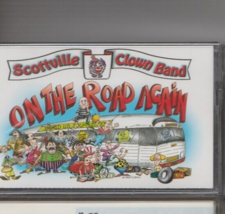 Scottville Clown Band
ON THE ROAD AGAIN